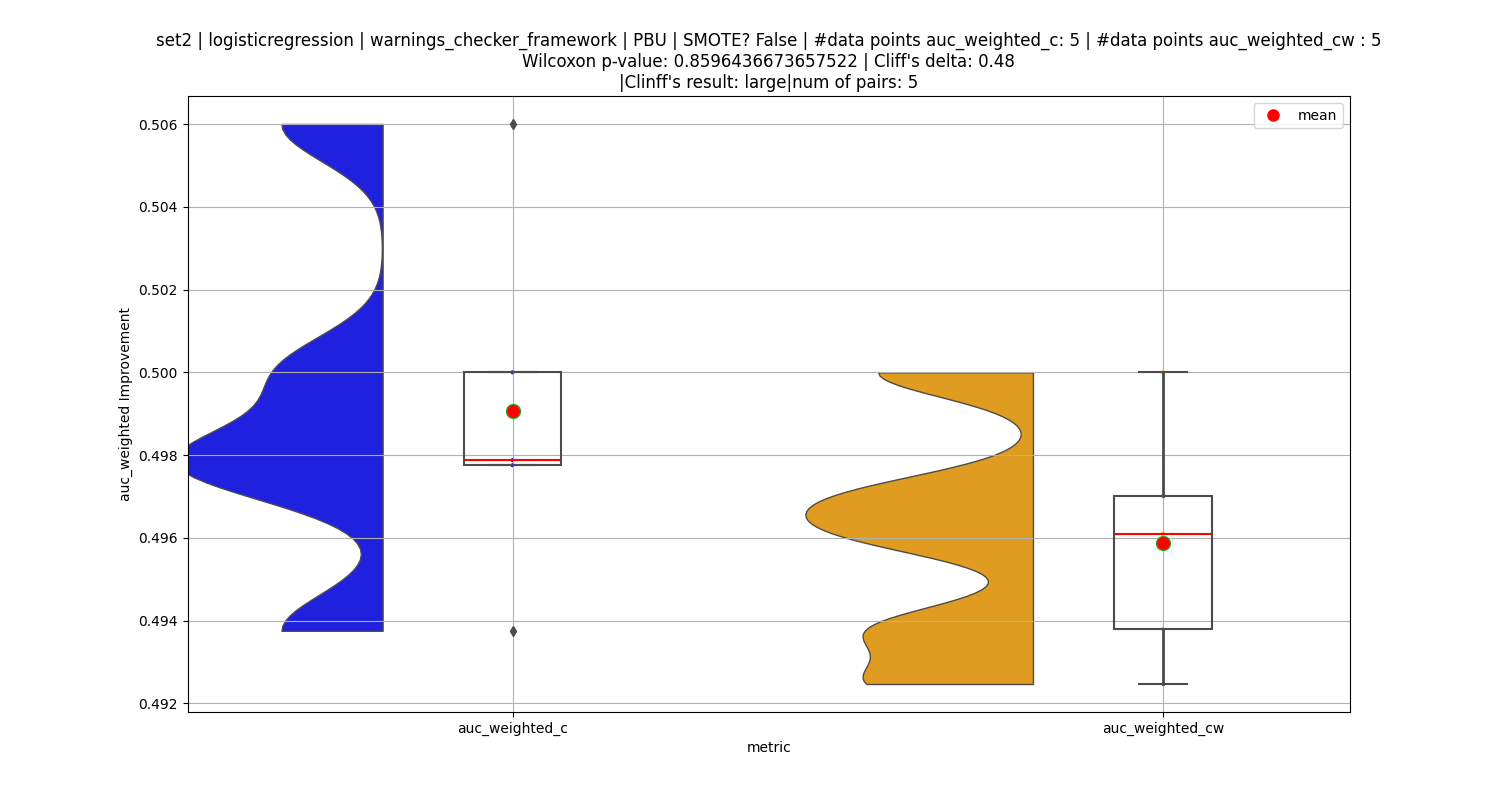 set2 | logisticregression | warnings_checker_framework | PBU | SMOTE? False | #data points auc_weighted_c: 5 | #data points auc_weighted_cw : 5
Wilcoxon p-value: 0.8596436673657522 | Cliff's delta: 0.48
|Clinff's result: large|num of pairs: 5
mean
0.506
0.504
0.502
0.500
0.498
0.496
0.494
0.492
auc_weighted Improvement
auc_weighted_c
auc_weighted_cw
metric